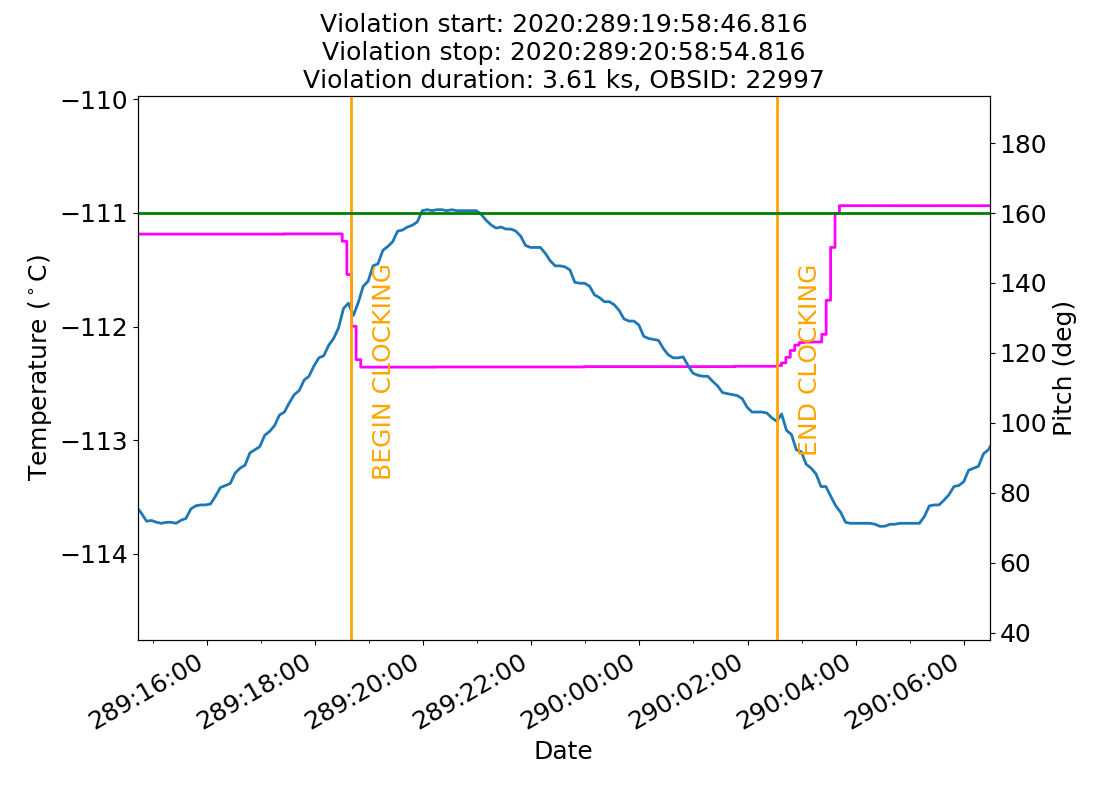 Violation start: 2020:289:19:58:46.816
Violation stop: 2020:289:20:58:54.816
Violation duration: 3.61 ks, OBSID: 22997
−110
−111
−112
−113
−114
Temperature (°C)
BEGIN CLOCKING
END CLOCKING
180
160
140
120
100
80
60
40
Pitch (deg)
289:16:00
289:18:00
289:20:00
289:22:00
290:00:00
290:02:00
290:04:00
290:06:00
Date